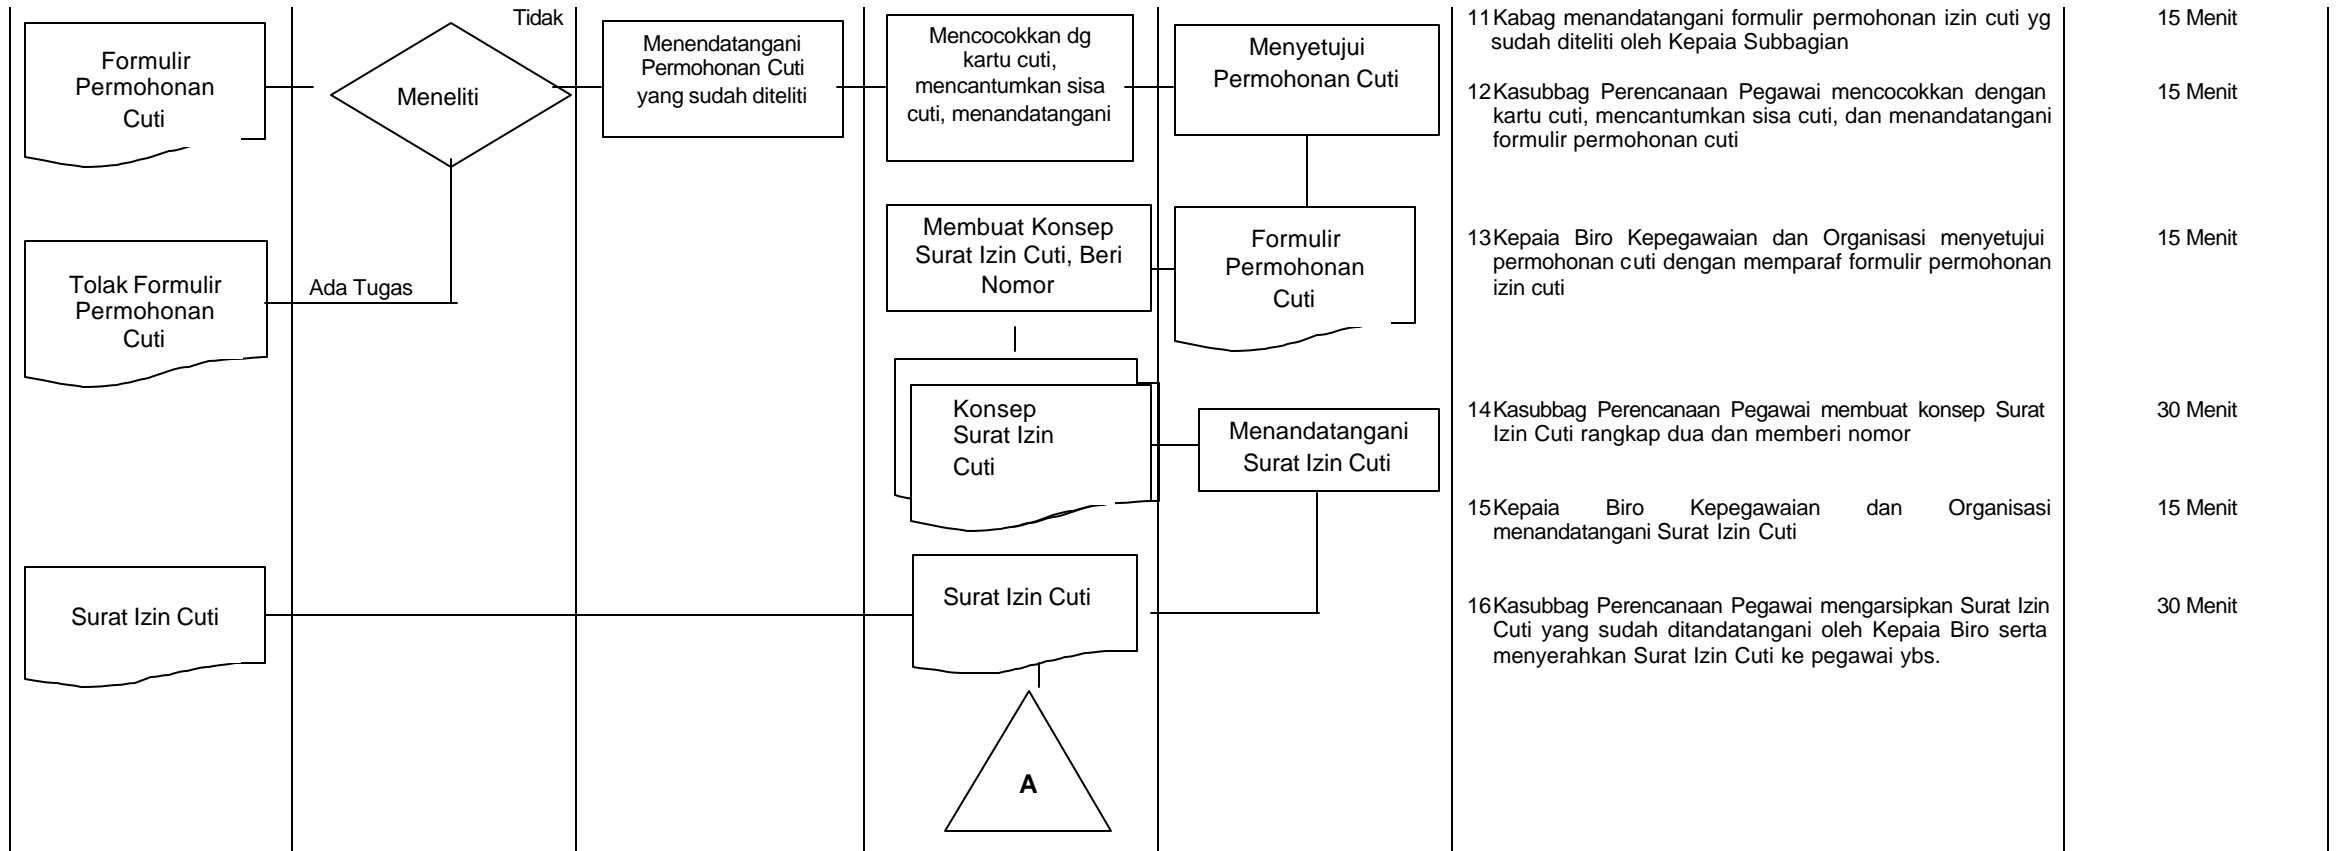 Formulir
Permohonan
Cuti
Tidak
Meneliti
Menendatangani
Permohonan Cuti
yang sudah diteliti
Mencocokkan dg
kartu cuti,
mencantumkan sisa
cuti, menandatangani
Menyetujui
Permohonan Cuti
Tolak Formulir
Permohonan
Cuti
Ada Tugas
Membuat Konsep
Surat Izin Cuti, Beri
Nomor
Formulir
Permohonan
Cuti
Konsep
Surat Izin
Cuti
Menandatangani
Surat Izin Cuti
Surat Izin Cuti
Surat Izin Cuti
A
11 Kabag menandatangani formulir permohonan izin cuti yg
sudah diteliti oleh Kepaia Subbagian
15 Menit
12 Kasubbag Perencanaan Pegawai mencocokkan dengan
kartu cuti, mencantumkan sisa cuti, dan menandatangani
formulir permohonan cuti
15 Menit
13 Kepaia Biro Kepegawaian dan Organisasi menyetujui
permohonan cuti dengan memparaf formulir permohonan
izin cuti
15 Menit
14 Kasubbag Perencanaan Pegawai membuat konsep Surat
Izin Cuti rangkap dua dan memberi nomor
30 Menit
15 Kepaia Biro Kepegawaian dan Organisasi
menandatangani Surat Izin Cuti
15 Menit
16 Kasubbag Perencanaan Pegawai mengarsipkan Surat Izin
Cuti yang sudah ditandatangani oleh Kepaia Biro serta
menyerahkan Surat Izin Cuti ke pegawai ybs.
30 Menit